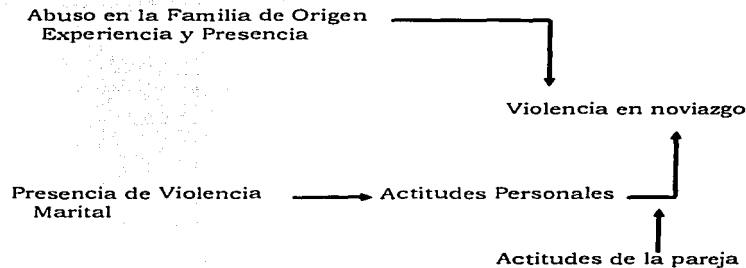 Abuso en la Familia de Origen
Experiencia y Presencia
Violencia en noviazgo
Presencia de Violencia
Marital
Actitudes Personales
Actitudes de la pareja